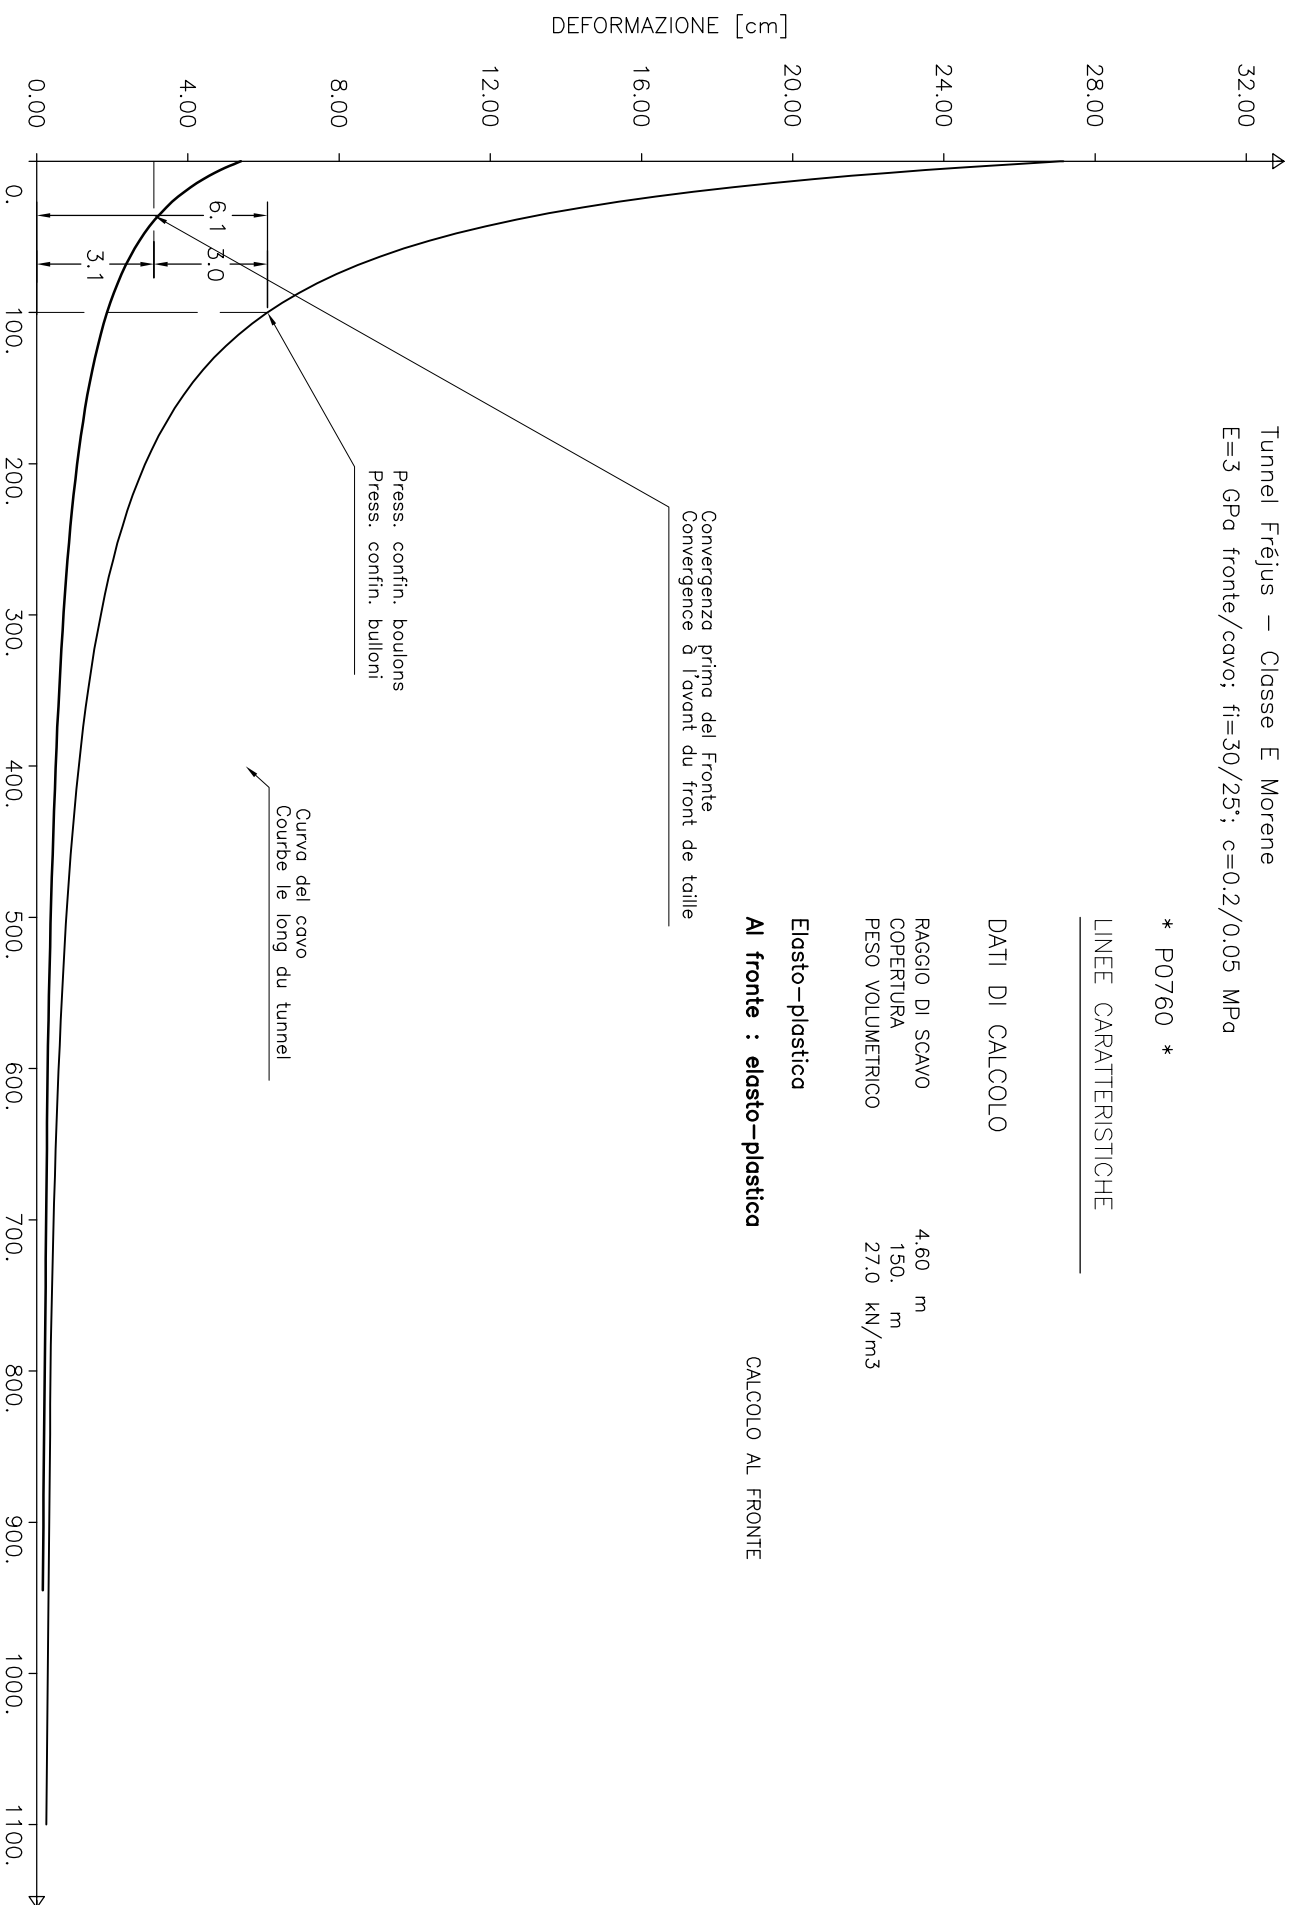 Tunnel Fréjus – Classe E Morene
E=3 GPa fronte/cavo; fi=30/25°; c=0.2/0.05 MPa
* P0760 *
LINEE CARATTERISTICHE
DATI DI CALCOLO
RAGGIO DI SCAVO 4.60 m
COPERTURA 150. m
PESO VOLUMETRICO 27.0 kN/m3
Elasto-plastica
Al fronte : elasto-plastica CALCOLO AL FRONTE
Convergenza prima del Fronte
Convergence à l'avant du front de taille
Press. confin. boulons
Press. confin. bulloni
Curva del cavo
Courbe le long du tunnel
DEFORMAZIONE [cm]
32.00
28.00
24.00
20.00
16.00
12.00
8.00
4.00
0.00
6.1
3.0
3.1
0.
100.
200.
300.
400.
500.
600.
700.
800.
900.
1000.
1100.